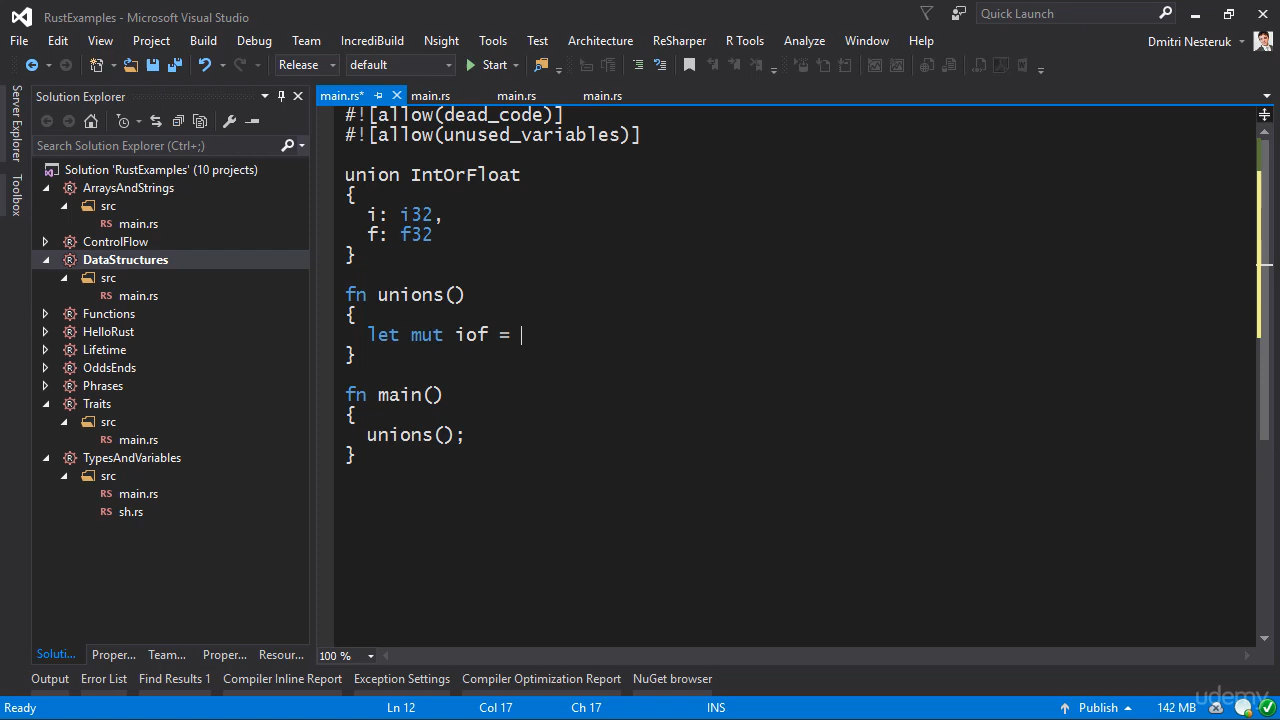 RustExamples - Microsoft Visual Studio
Quick Launch
File Edit View Project Build Debug Team IncrediBuild Nsight Tools Test Architecture ReSharper R Tools Analyze Window Help
Dmitri Nesteruk
Release default Start
Server Explorer
Toolbox
Solution Explorer
Search Solution Explorer (Ctrl+;)
Solution 'RustExamples' (10 projects)
ArraysAndStrings
src
RS main.rs
ControlFlow
DataStructures
src
RS main.rs
Functions
HelloRust
Lifetime
OddsEnds
Phrases
Traits
src
RS main.rs
TypesAndVariables
src
RS main.rs
RS sh.rs
Soluti... Proper... Team... Proper... Resour...
main.rs* main.rs main.rs main.rs
#![allow(dead_code)]
#![allow(unused_variables)]
union IntOrFloat
{
i: i32,
f: f32
}
fn unions()
{
let mut iof =
}
fn main()
{
unions();
}
100 %
Output Error List Find Results 1 Compiler Inline Report Exception Settings Compiler Optimization Report NuGet browser
Ready Ln 12 Col 17 Ch 17 INS Publish 142 MB
udemy